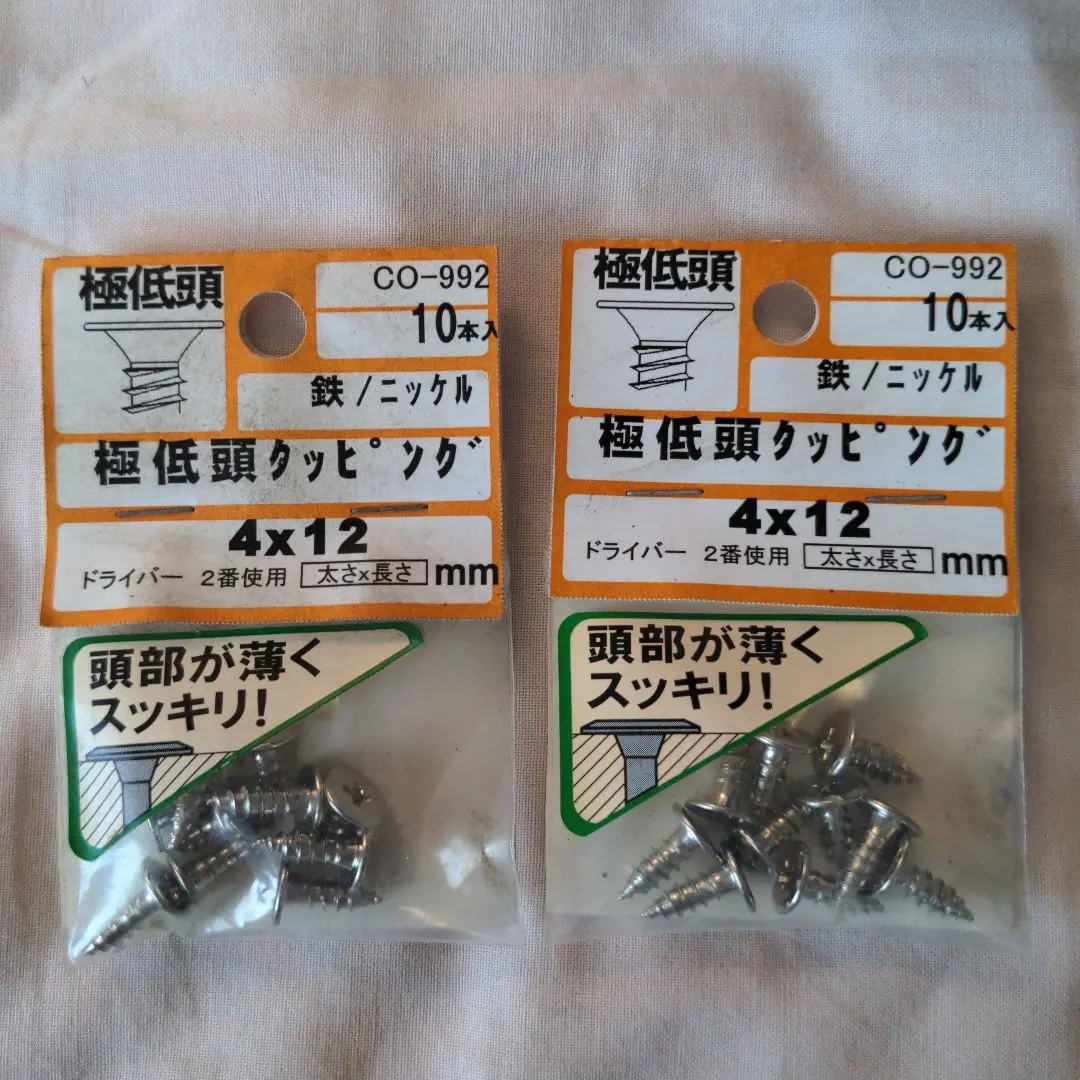 極低頭
CO-992
10本入
鉄/ニッケル
極低頭タッピング
4x12
ドライバー 2番使用 太さx長さ mm
頭部が薄く
スッキリ!
極低頭
CO-992
10本入
鉄/ニッケル
極低頭タッピング
4x12
ドライバー 2番使用 太さx長さ mm
頭部が薄く
スッキリ!